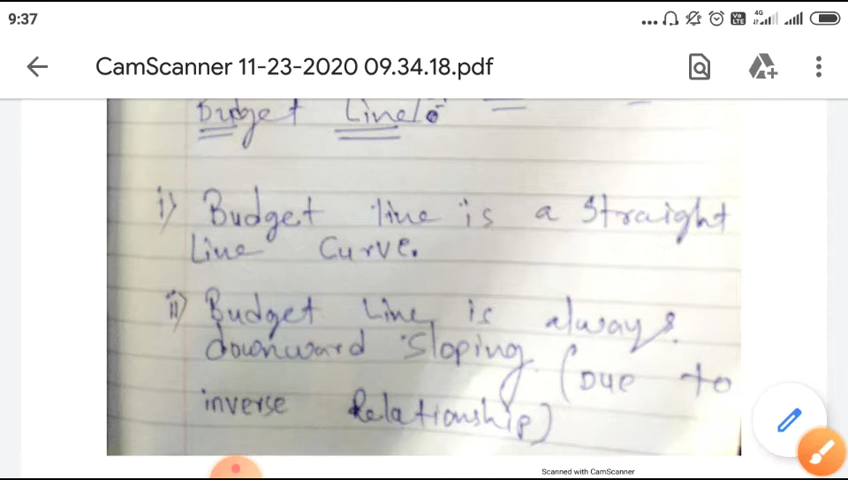 9:37
4G
CamScanner 11-23-2020 09.34.18.pdf
Budget Line
i) Budget line is a straight
Line Curve.
ii) Budget Line is always
downward Sloping (Due to
inverse Relationship)
Scanned with CamScanner